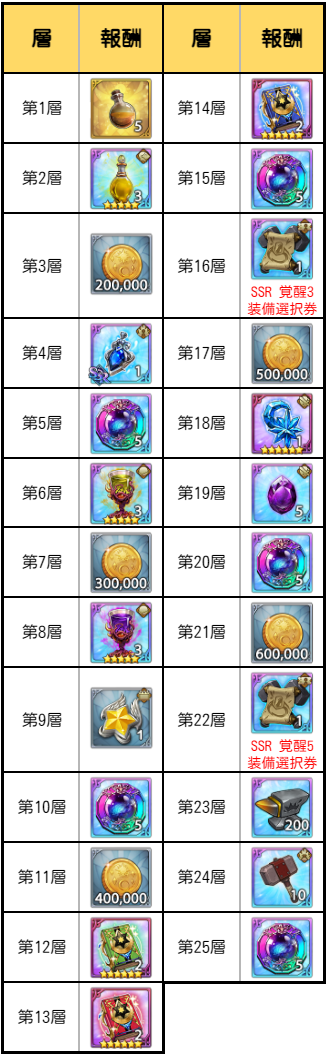 層 報酬 層 報酬
第1層 5 第14層 2
第2層 3 第15層 5
第3層 200,000 第16層 1
SSR 覚醒3
装備選択券
第4層 1 第17層 500,000
第5層 5 第18層 1
第6層 3 第19層 5
第7層 300,000 第20層 5
第8層 3 第21層 600,000
第9層 1 第22層 1
SSR 覚醒5
装備選択券
第10層 5 第23層 200
第11層 400,000 第24層 10
第12層 2 第25層 5
第13層 2